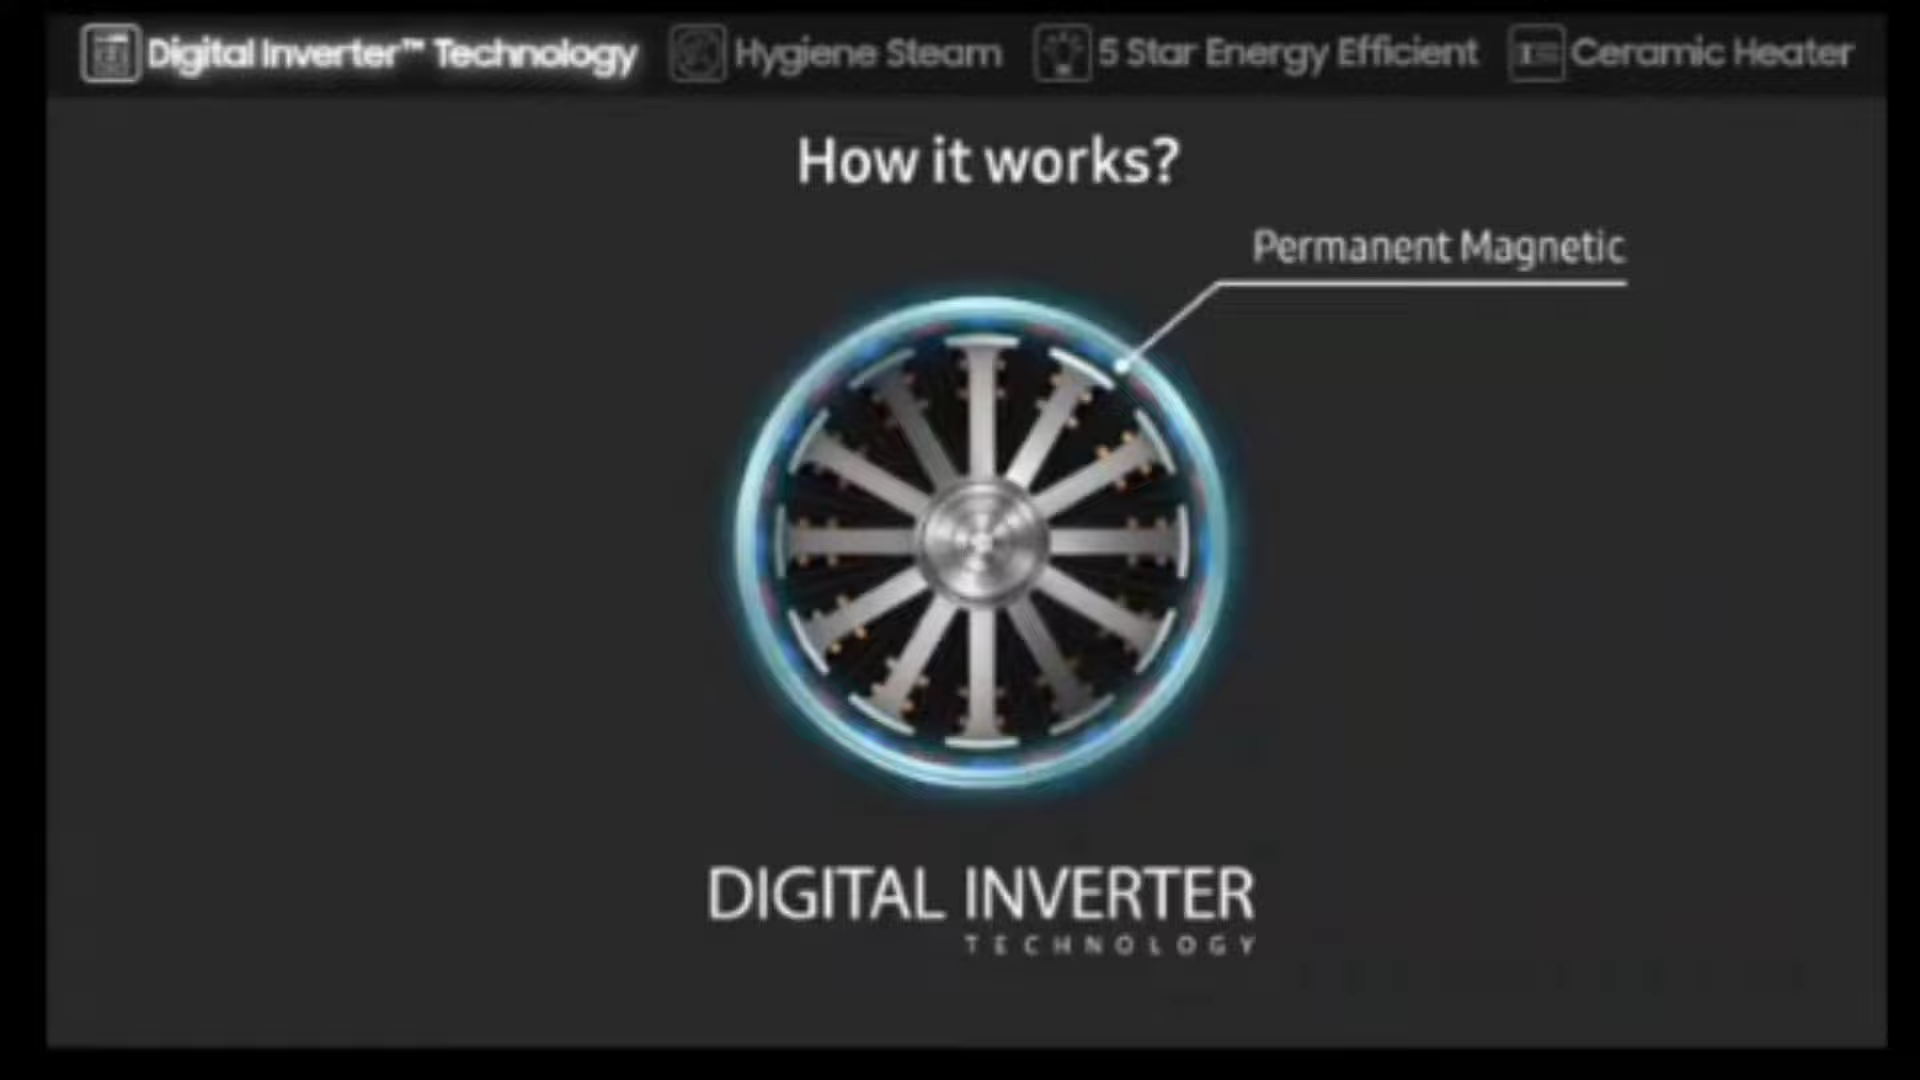 Digital Inverter™ Technology Hygiene Steam 5 Star Energy Efficient Ceramic Heater
How it works?
Permanent Magnetic
DIGITAL INVERTER
TECHNOLOGY